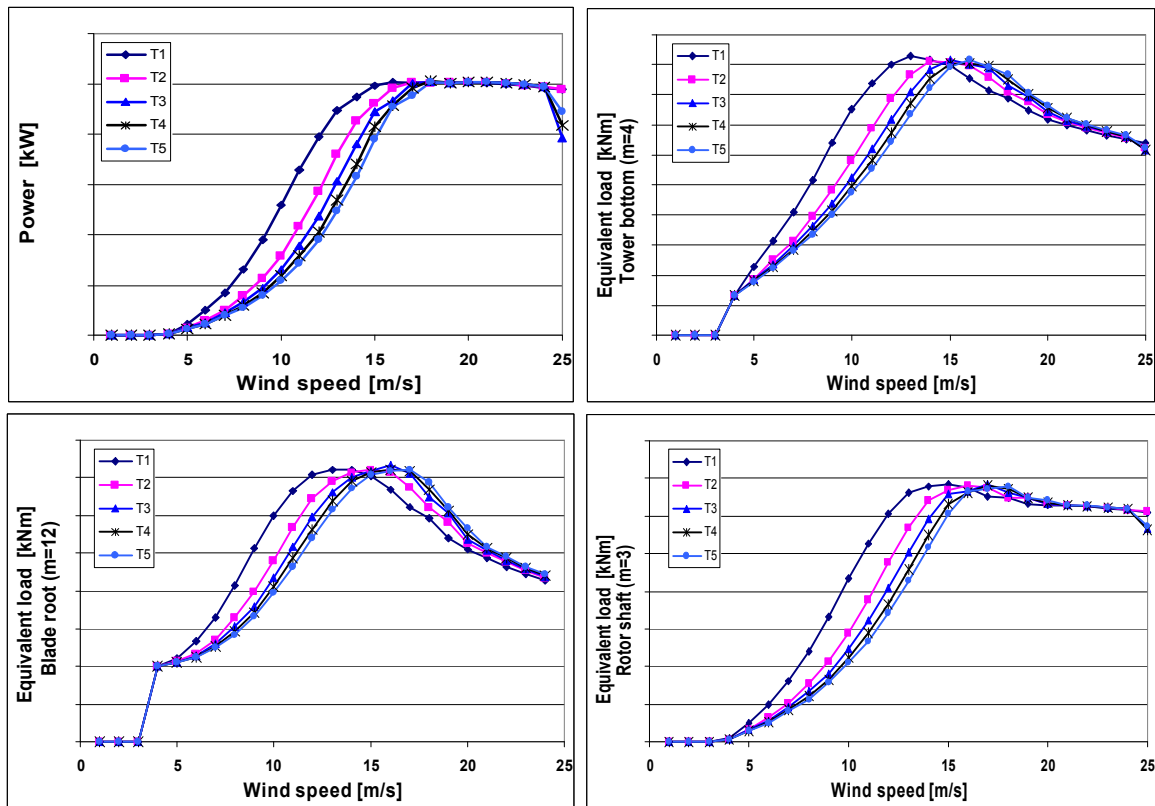 Power [kW]
T1
T2
T3
T4
T5
0 5 10 15 20 25
Wind speed [m/s]
Equivalent load [kNm]
Tower bottom (m=4)
T1
T2
T3
T4
T5
0 5 10 15 20 25
Wind speed [m/s]
Equivalent load [kNm]
Blade root (m=12)
T1
T2
T3
T4
T5
0 5 10 15 20 25
Wind speed [m/s]
Equivalent load [kNm]
Rotor shaft (m=3)
T1
T2
T3
T4
T5
0 5 10 15 20 25
Wind speed [m/s]